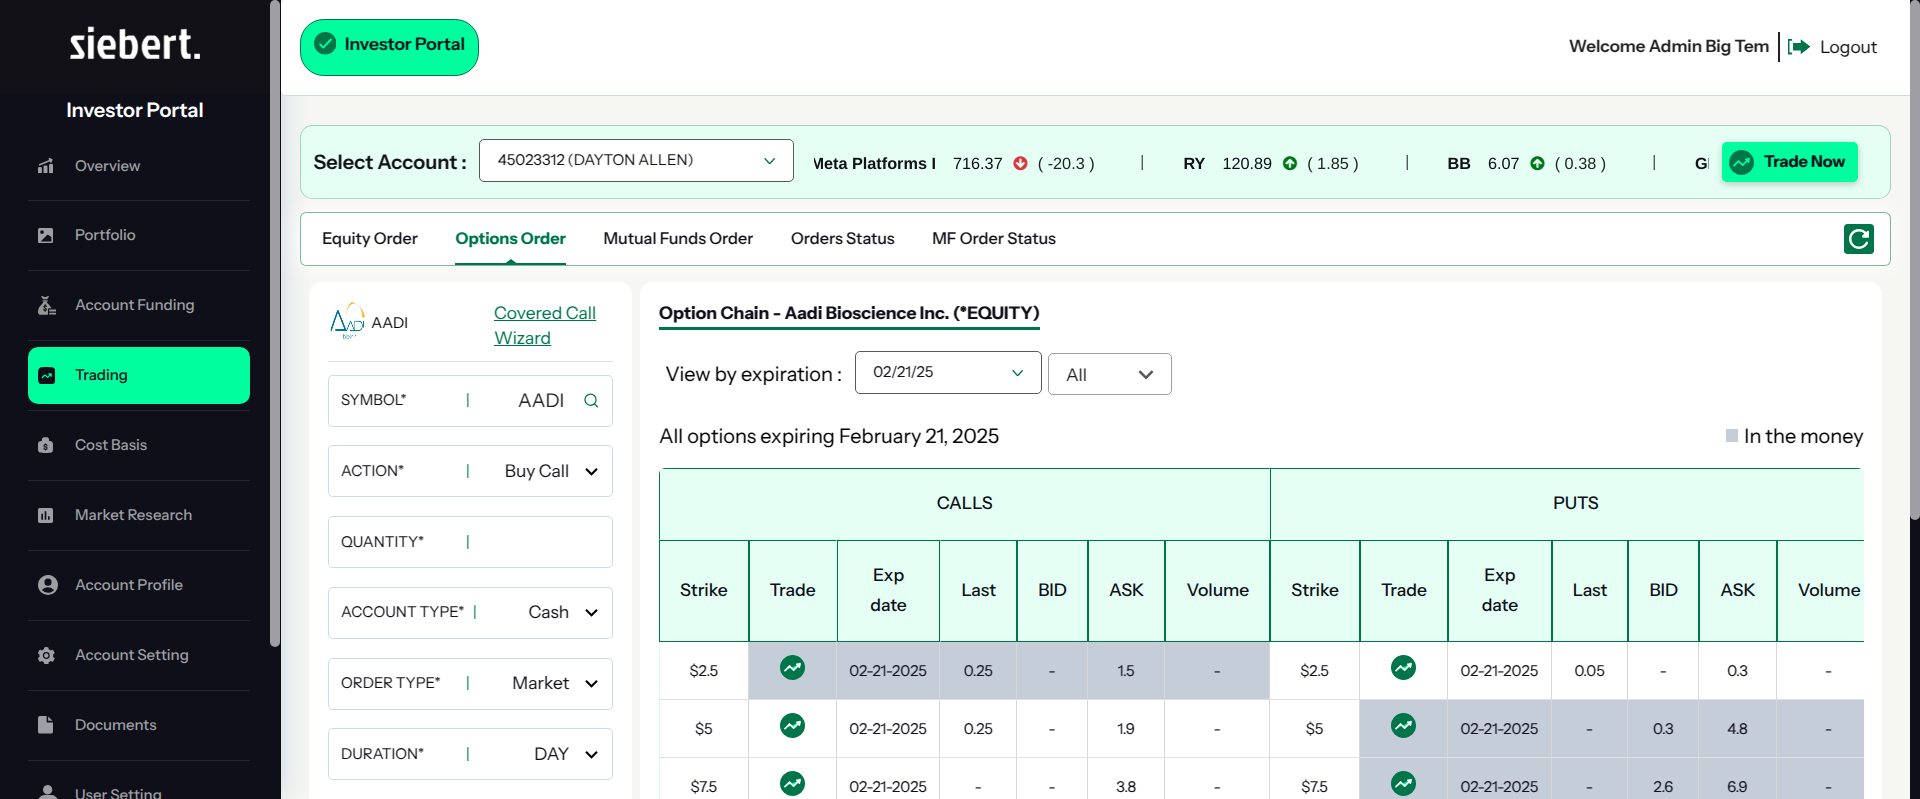 siebert.
Investor Portal
Overview
Portfolio
Account Funding
Trading
Cost Basis
Market Research
Account Profile
Account Setting
Documents
User Setting
Investor Portal
Welcome Admin Big Tem
Logout
Select Account :
45023312 (DAYTON ALLEN)
Meta Platforms I 716.37 ( -20.3 ) | RY 120.89 ( 1.85 ) | BB 6.07 ( 0.38 ) |
Trade Now
Equity Order Options Order Mutual Funds Order Orders Status MF Order Status
AADI
Covered Call
Wizard
SYMBOL* | AADI
ACTION* | Buy Call
QUANTITY* |
ACCOUNT TYPE* | Cash
ORDER TYPE* | Market
DURATION* | DAY
Option Chain - Aadi Bioscience Inc. (*EQUITY)
View by expiration : 02/21/25 All
All options expiring February 21, 2025
In the money
CALLS PUTS
Strike Trade Exp date Last BID ASK Volume Strike Trade Exp date Last BID ASK Volume
$2.5 02-21-2025 0.25 - 1.5 - $2.5 02-21-2025 0.05 - 0.3 -
$5 02-21-2025 0.25 - 1.9 - $5 02-21-2025 - 0.3 4.8 -
$7.5 02-21-2025 - - 3.8 - $7.5 02-21-2025 - 2.6 6.9 -